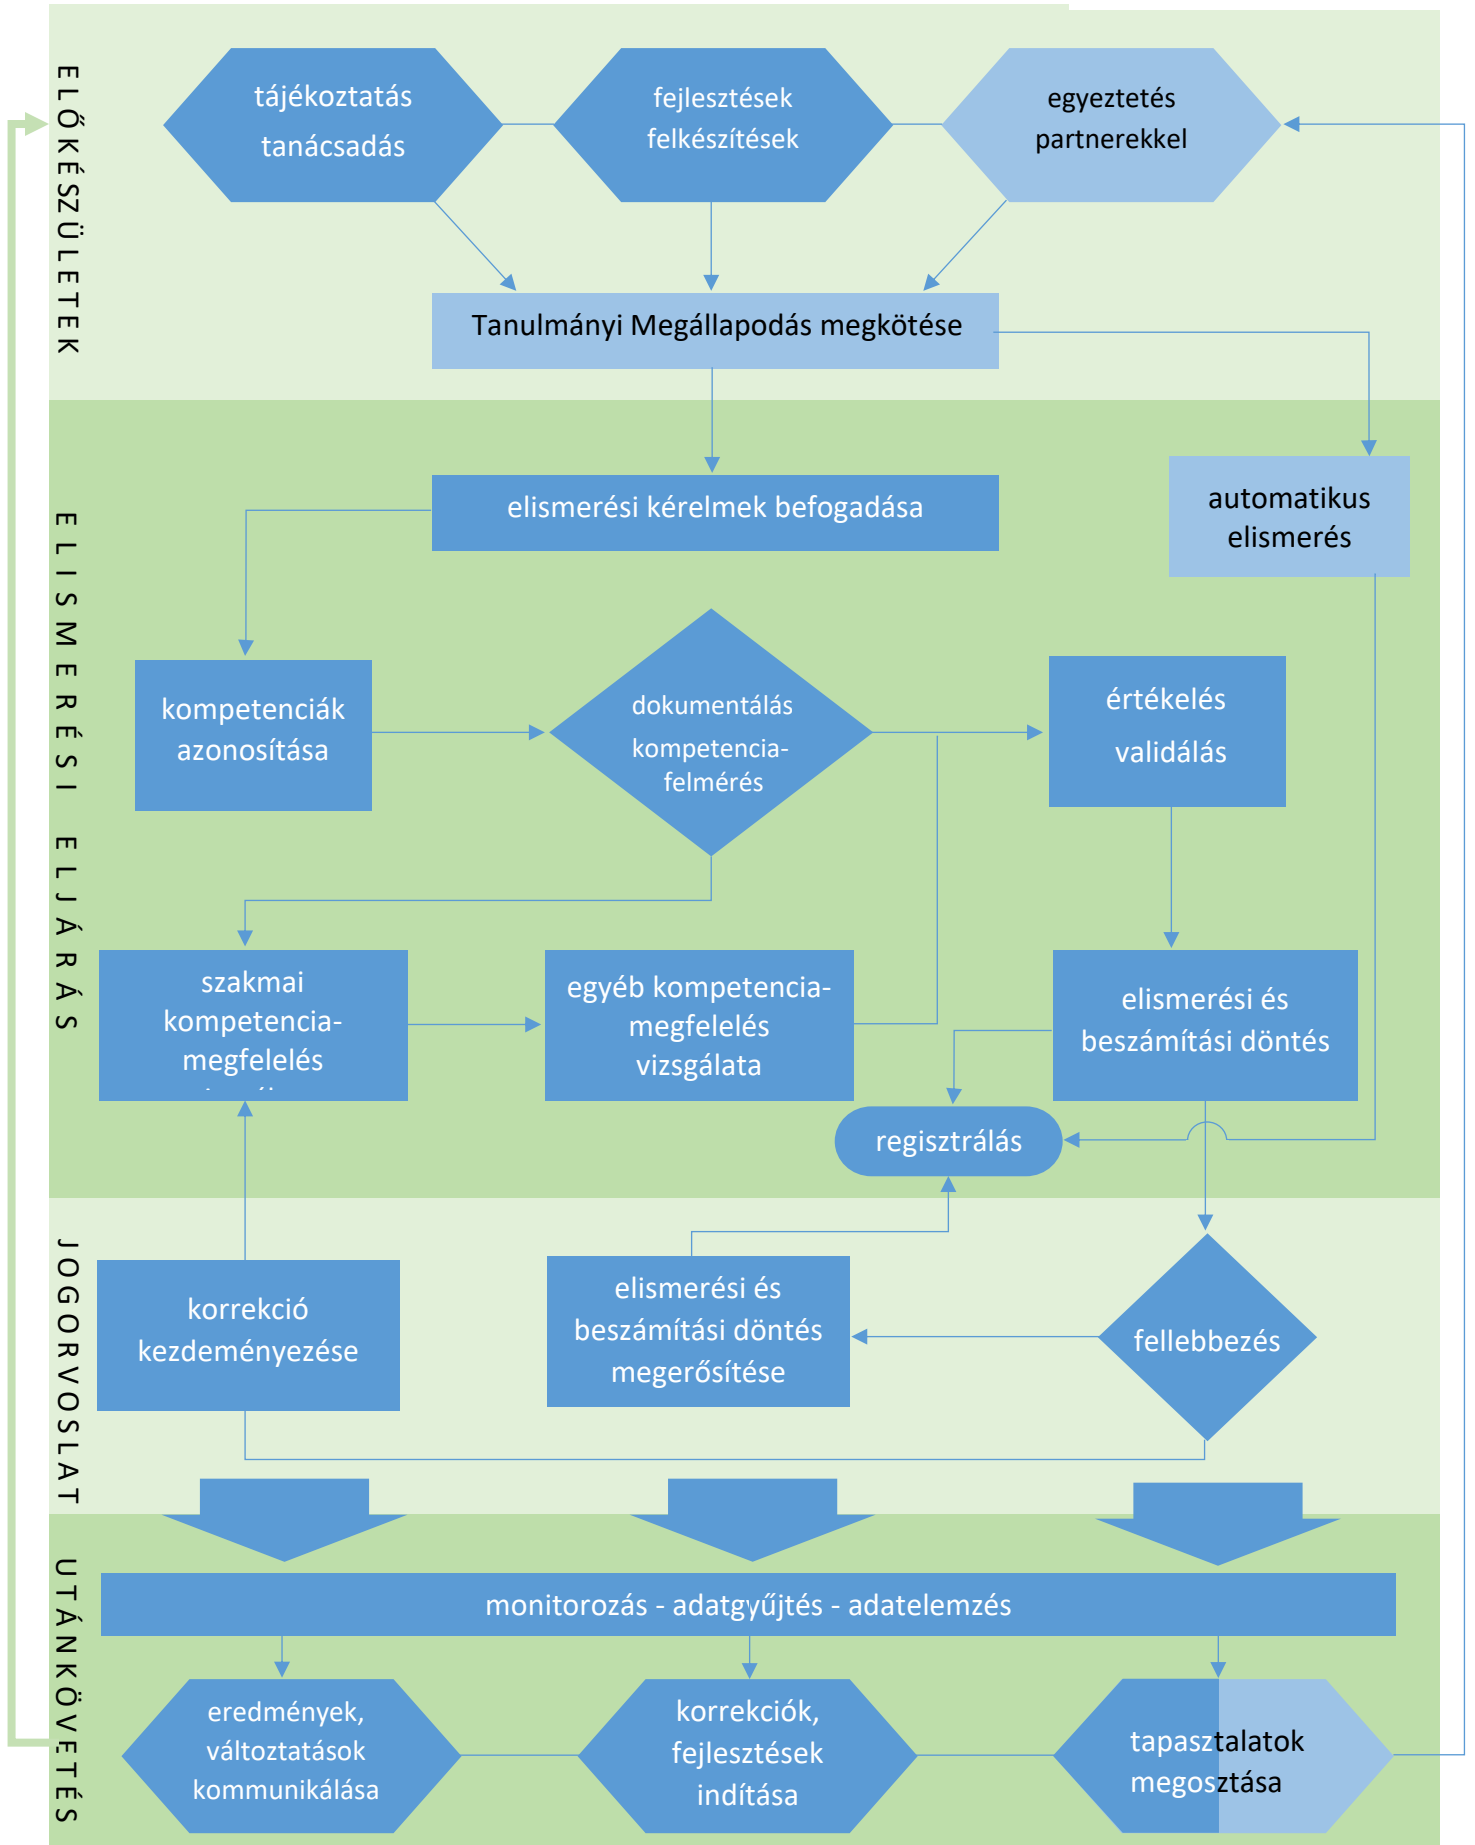 ELŐKÉSZÜLETEK
tájékoztatás
tanácsadás
fejlesztések
felkészítések
egyeztetés
partnerekkel
Tanulmányi Megállapodás megkötése
ELISMERÉSI ELJÁRÁS
elismerési kérelmek befogadása
automatikus
elismerés
kompetenciák
azonosítása
dokumentálás
kompetencia-
felmérés
értékelés
validálás
szakmai
kompetencia-
megfelelés
egyéb kompetencia-
megfelelés
vizsgálata
elismerési és
beszámítási döntés
regisztrálás
JOGORVOSLAT
korrekció
kezdeményezése
elismerési és
beszámítási döntés
megerősítése
fellebbezés
UTÁNKÖVETÉS
monitorozás - adatgyűjtés - adatelemzés
eredmények,
változtatások
kommunikálása
korrekciók,
fejlesztések
indítása
tapasztalatok
megosztása